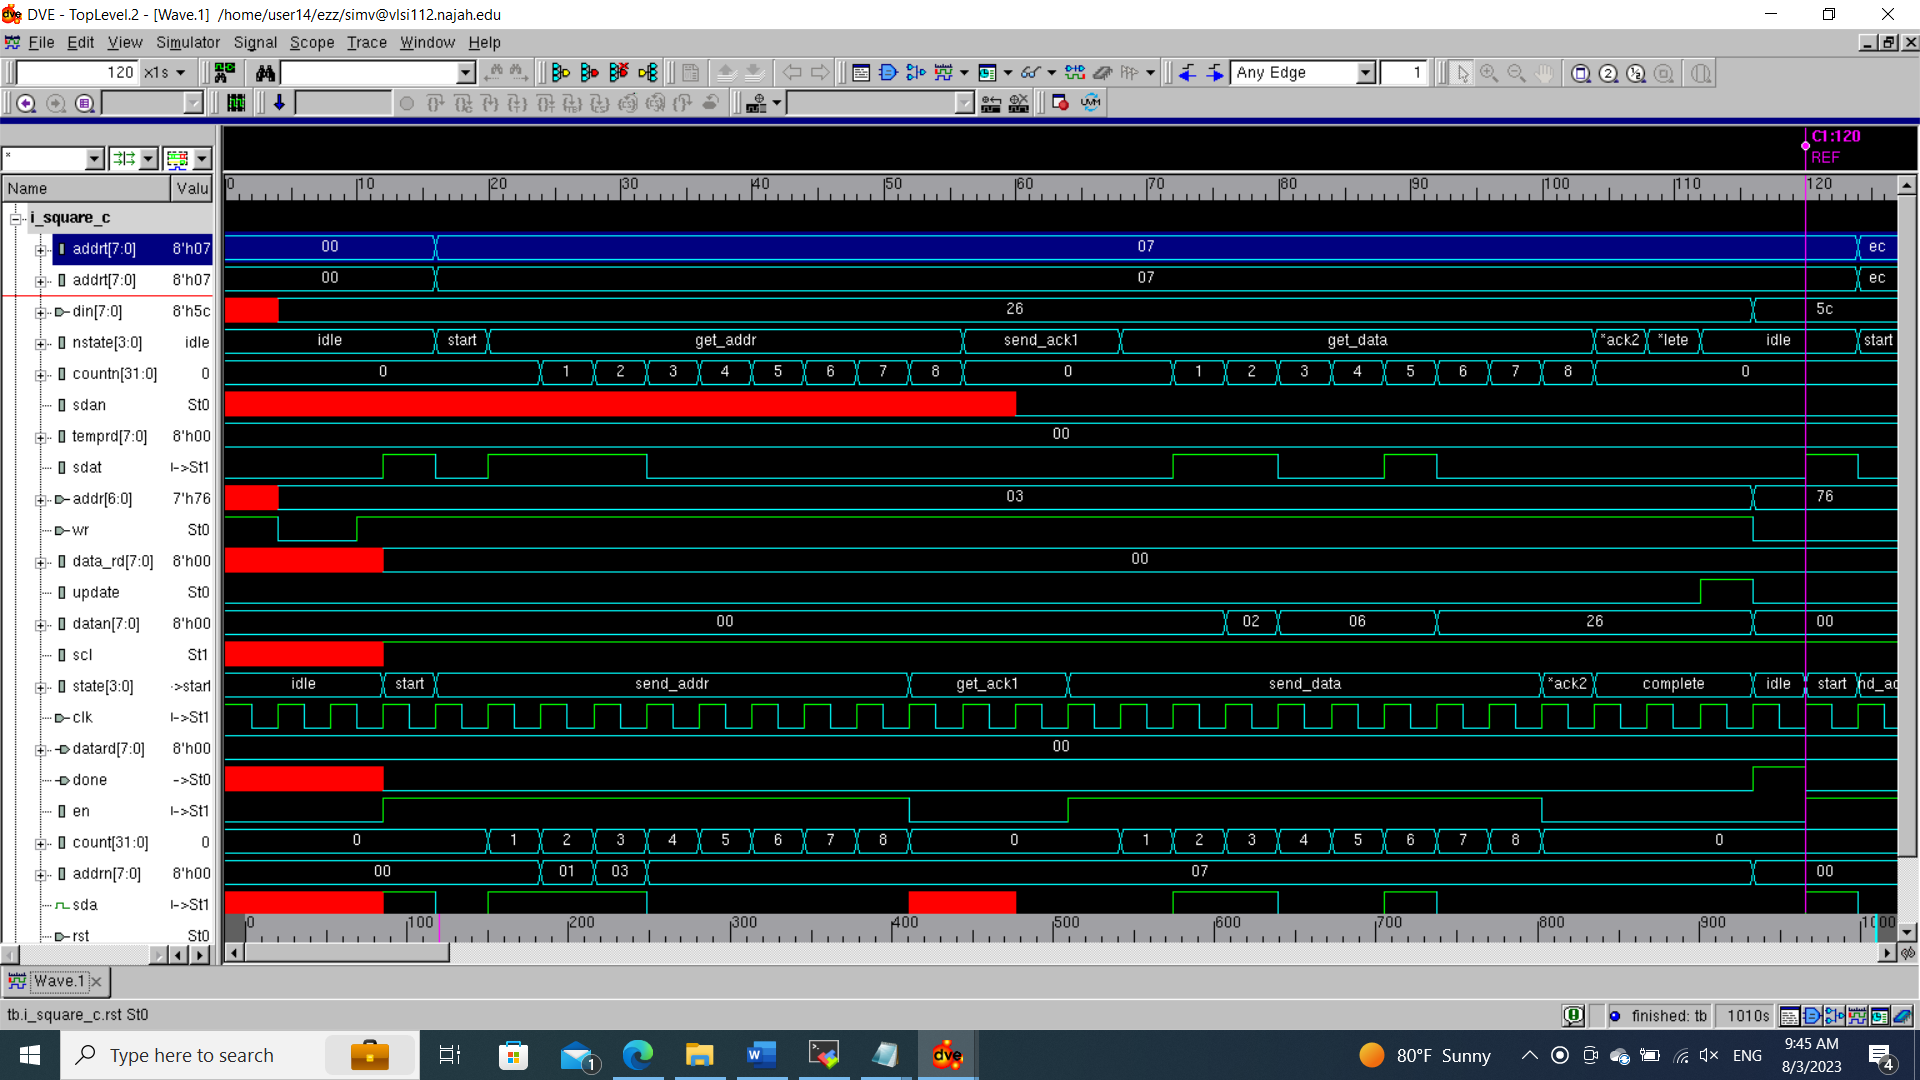 DVE - TopLevel.2 - [Wave.1]  /home/user14/ezz/simv@vlsi112.najah.edu
File Edit View Simulator Signal Scope Trace Window Help
120 x1s Any Edge 1
C1:120
REF
*
Name Valu
0 10 20 30 40 50 60 70 80 90 100 110 120
i_square_c
addrt[7:0] 8'h07 00 07 ec
addrt[7:0] 8'h07 00 07 ec
din[7:0] 8'h5c 26 5c
nstate[3:0] idle idle start get_addr send_ack1 get_data *ack2 *lete idle start
countn[31:0] 0 0 1 2 3 4 5 6 7 8 0 1 2 3 4 5 6 7 8 0
sdan St0
temprd[7:0] 8'h00 00
sdat I->St1
addr[6:0] 7'h76 03 76
wr St0
data_rd[7:0] 8'h00 00
update St0
datan[7:0] 8'h00 00 02 06 26 00
scl St1
state[3:0] ->start idle start send_addr get_ack1 send_data *ack2 complete idle start nd_ac
clk I->St1
datard[7:0] 8'h00 00
done ->St0
en I->St1
count[31:0] 0 0 1 2 3 4 5 6 7 8 0 1 2 3 4 5 6 7 8 0
addrn[7:0] 8'h00 00 01 03 07 00
sda I->St1
rst St0
0 100 200 300 400 500 600 700 800 900 1000
Wave.1
tb.i_square_c.rst St0 finished: tb 1010s
Type here to search 1 80°F Sunny ENG 9:45 AM 8/3/2023 4